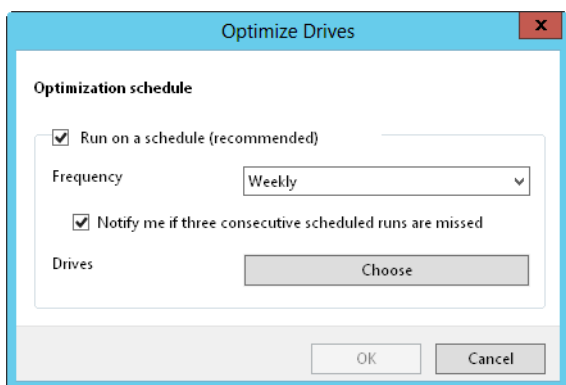 Optimize Drives
x
Optimization schedule
Run on a schedule (recommended)
Frequency
Weekly
Notify me if three consecutive scheduled runs are missed
Drives
Choose
OK
Cancel